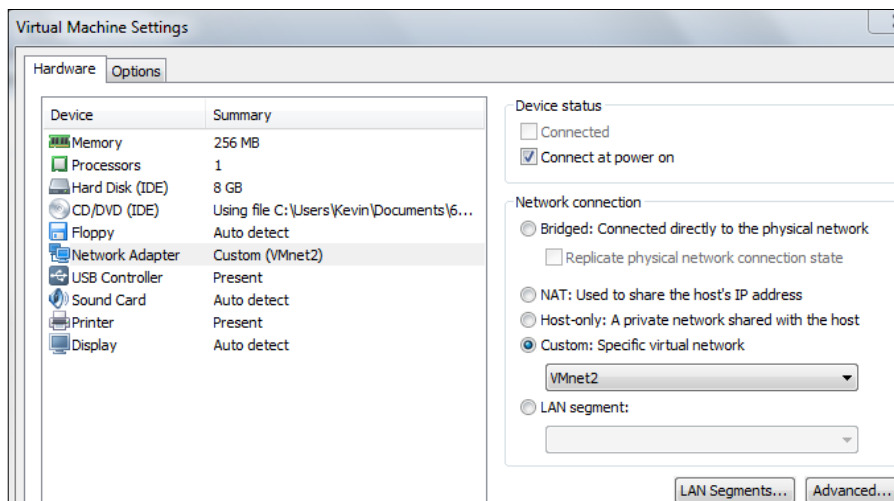 Virtual Machine Settings
Hardware Options
Device Summary
Memory 256 MB
Processors 1
Hard Disk (IDE) 8 GB
CD/DVD (IDE) Using file C:\Users\Kevin\Documents\6...
Floppy Auto detect
Network Adapter Custom (VMnet2)
USB Controller Present
Sound Card Auto detect
Printer Present
Display Auto detect
Device status
Connected
Connect at power on
Network connection
Bridged: Connected directly to the physical network
Replicate physical network connection state
NAT: Used to share the host's IP address
Host-only: A private network shared with the host
Custom: Specific virtual network
VMnet2
LAN segment:
LAN Segments... Advanced...